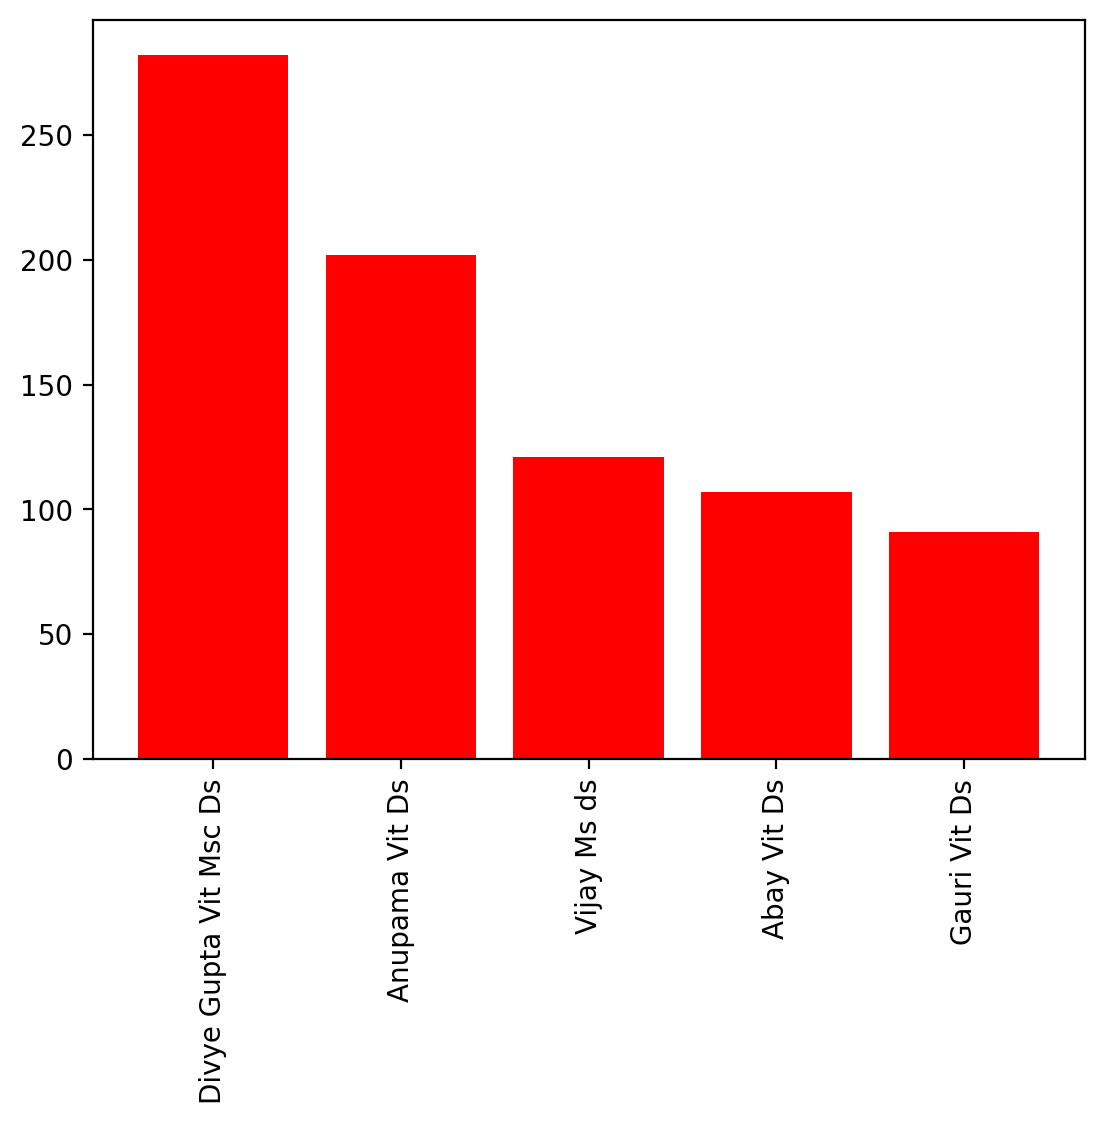 250
200
150
100
50
0
Divye Gupta Vit Msc Ds
Anupama Vit Ds
Vijay Ms ds
Abay Vit Ds
Gauri Vit Ds